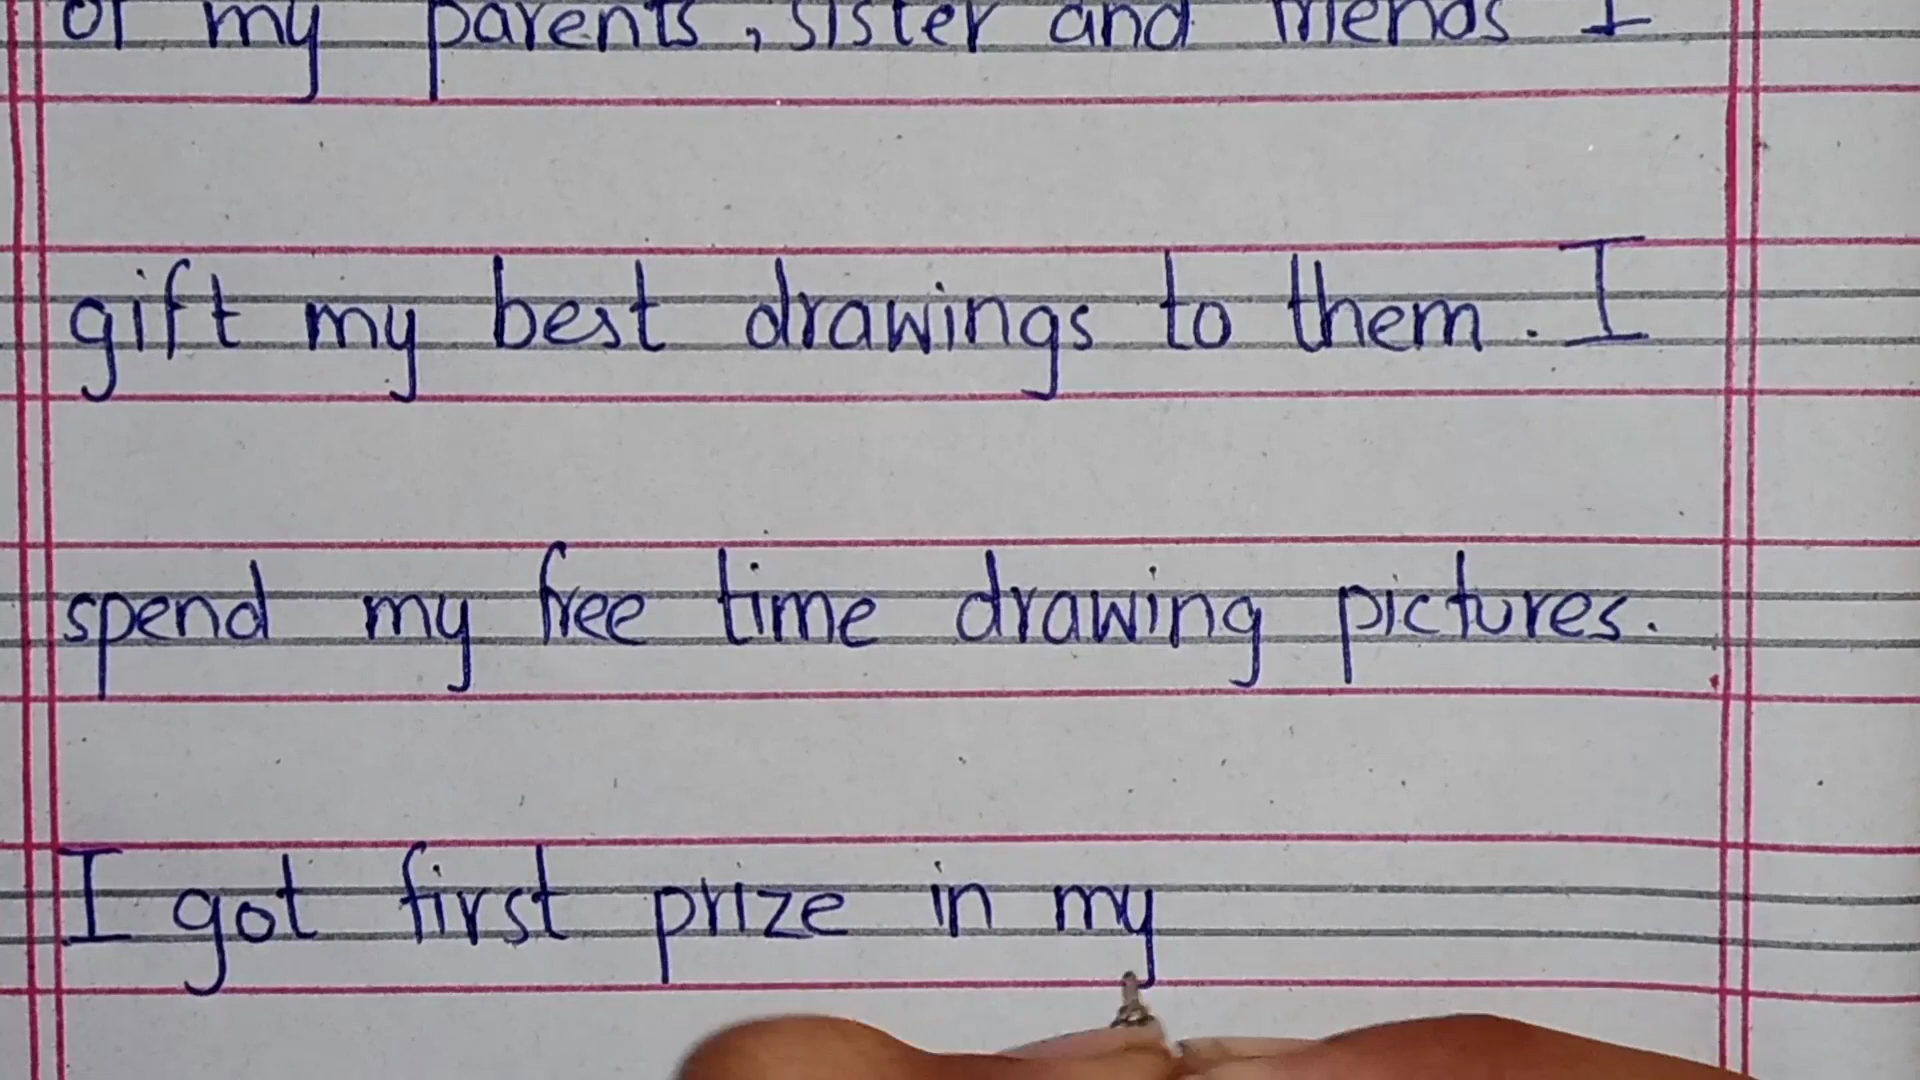 of my parents, sister and friends I
gift my best drawings to them. I
spend my free time drawing pictures.
I got first prize in my